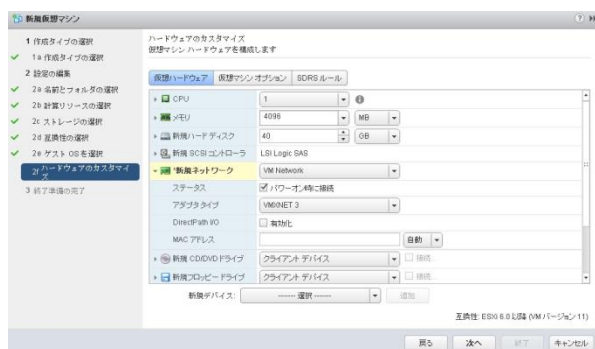 新規仮想マシン
1 作成タイプの選択
1a 作成タイプの選択
2 設定の編集
2a 名前とフォルダの選択
2b 計算リソースの選択
2c ストレージの選択
2d 互換性の選択
2e ゲスト OSを選択
2f ハードウェアのカスタマイズ
3 終了準備の完了
ハードウェアのカスタマイズ
仮想マシン ハードウェアを構成します
仮想ハードウェア 仮想マシン オプション SDRS ルール
CPU 1
メモリ 4096 MB
新規ハード ディスク 40 GB
新規 SCSI コントローラ LSI Logic SAS
*新規ネットワーク VM Network
ステータス パワーオン時に接続
アダプタ タイプ VMXNET 3
DirectPath I/O 有効化
MAC アドレス 自動
新規 CD/DVD ドライブ クライアント デバイス 接続...
新規フロッピー ドライブ クライアント デバイス 接続...
新規デバイス: ------- 選択 ------- 追加
互換性: ESXi 6.0 以降 (VM バージョン 11)
戻る 次へ 終了 キャンセル